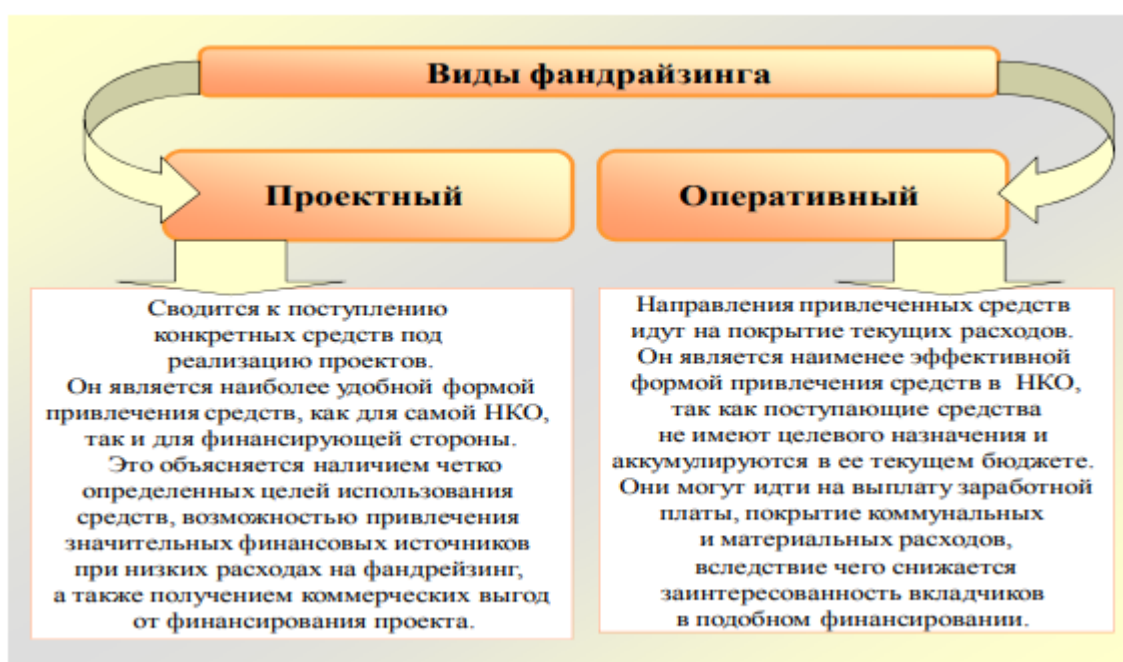 Виды фандрайзинга
Проектный
Сводится к поступлению
конкретных средств под
реализацию проектов.
Он является наиболее удобной формой
привлечения средств, как для самой НКО,
так и для финансирующей стороны.
Это объясняется наличием четко
определенных целей использования
средств, возможностью привлечения
значительных финансовых источников
при низких расходах на фандрейзинг,
а также получением коммерческих выгод
от финансирования проекта.
Оперативный
Направления привлеченных средств
идут на покрытие текущих расходов.
Он является наименее эффективной
формой привлечения средств в НКО,
так как поступающие средства
не имеют целевого назначения и
аккумулируются в ее текущем бюджете.
Они могут идти на выплату заработной
платы, покрытие коммунальных
и материальных расходов,
вследствие чего снижается
заинтересованность вкладчиков
в подобном финансировании.